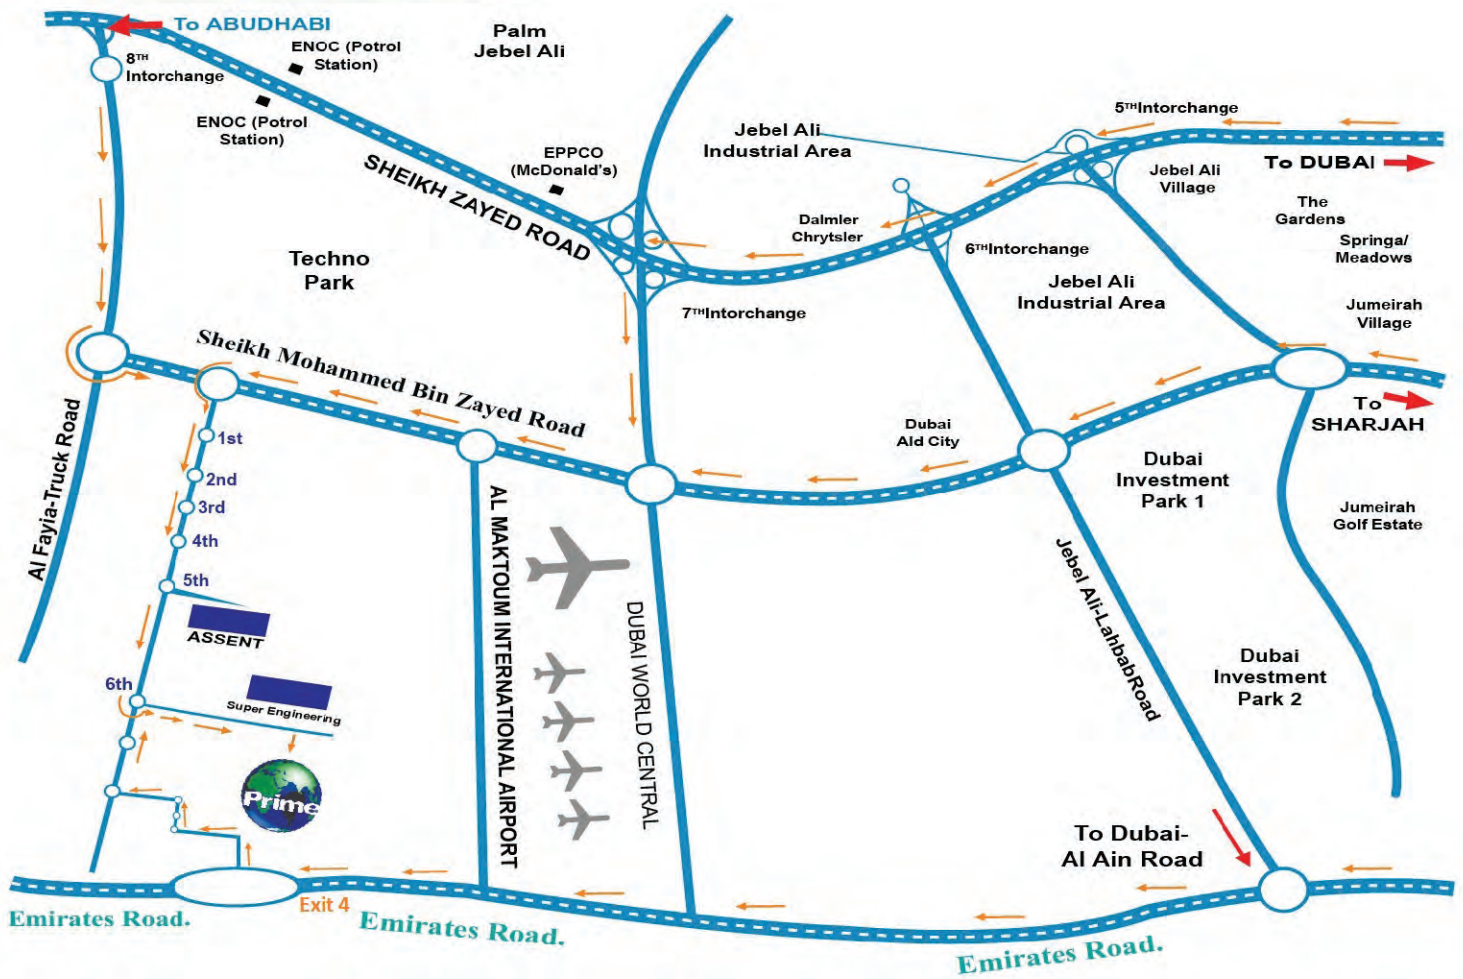 To ABUDHABI
8TH
Intorchange
ENOC (Potrol
Station)
ENOC (Potrol
Station)
Palm
Jebel Ali
EPPCO
(McDonald's)
SHEIKH ZAYED ROAD
Jebel Ali
Industrial Area
5THIntorchange
To DUBAI
Jebel Ali
Village
The
Gardens
Springa/
Meadows
Dalmler
Chrytsler
6THIntorchange
Jebel Ali
Industrial Area
Jumeirah
Village
7THIntorchange
Techno
Park
Sheikh Mohammed Bin Zayed Road
To
SHARJAH
Dubai
Ald City
Dubai
Investment
Park 1
Jumeirah
Golf Estate
Al Fayia-Truck Road
1st
2nd
3rd
4th
5th
ASSENT
6th
Super Engineering
Prime
AL MAKTOUM INTERNATIONAL AIRPORT
DUBAI WORLD CENTRAL
Jebel Ali-LahbabRoad
Dubai
Investment
Park 2
To Dubai-
Al Ain Road
Exit 4
Emirates Road.
Emirates Road.
Emirates Road.